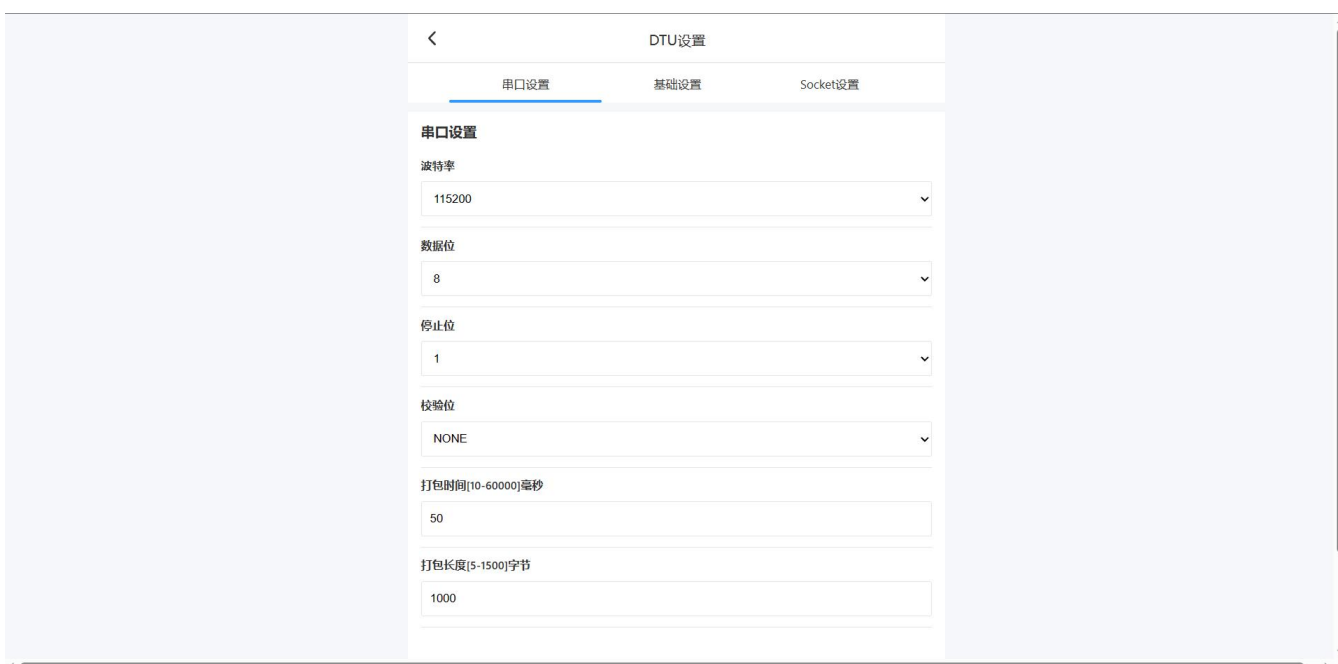 DTU设置
串口设置 基础设置 Socket设置
串口设置
波特率
115200
数据位
8
停止位
1
校验位
NONE
打包时间[10-60000]毫秒
50
打包长度[5-1500]字节
1000